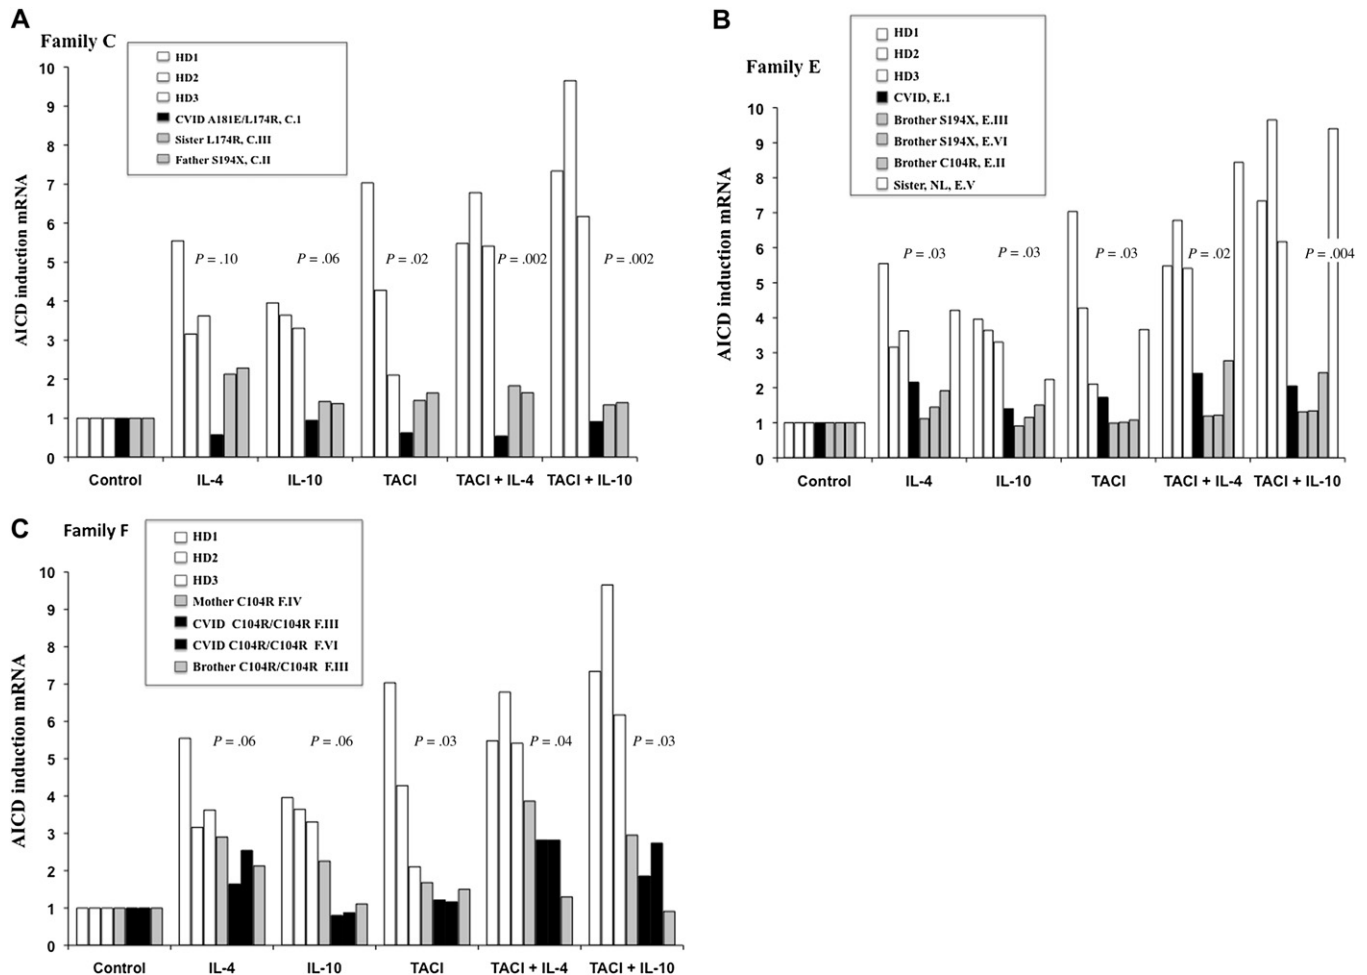 A
Family C
HD1
HD2
HD3
CVID A181E/L174R, C.1
Sister L174R, C.III
Father S194X, C.II
AICD induction mRNA
10
9
8
7
6
5
4
3
2
1
0
P = .10
P = .06
P = .02
P = .002
P = .002
Control IL-4 IL-10 TACI TACI + IL-4 TACI + IL-10
B
Family E
HD1
HD2
HD3
CVID, E.1
Brother S194X, E.III
Brother S194X, E.VI
Brother C104R, E.II
Sister, NL, E.V
AICD induction mRNA
10
9
8
7
6
5
4
3
2
1
0
P = .03
P = .03
P = .03
P = .02
P = .004
Control IL-4 IL-10 TACI TACI + IL-4 TACI + IL-10
C
Family F
HD1
HD2
HD3
Mother C104R F.IV
CVID C104R/C104R F.III
CVID C104R/C104R F.VI
Brother C104R/C104R F.III
AICD induction mRNA
10
9
8
7
6
5
4
3
2
1
0
P = .06
P = .06
P = .03
P = .04
P = .03
Control IL-4 IL-10 TACI TACI + IL-4 TACI + IL-10